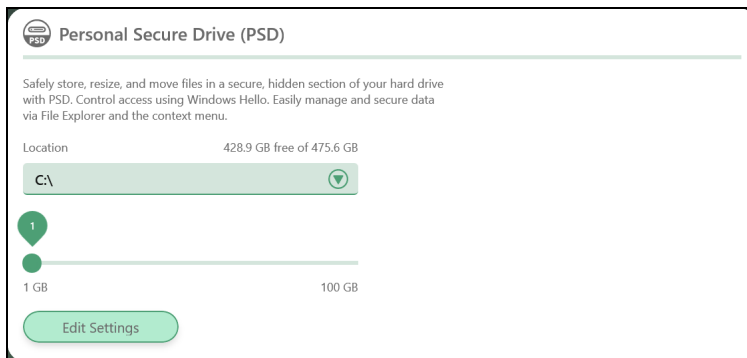 PSD
Personal Secure Drive (PSD)
Safely store, resize, and move files in a secure, hidden section of your hard drive
with PSD. Control access using Windows Hello. Easily manage and secure data
via File Explorer and the context menu.
Location 428.9 GB free of 475.6 GB
C:\
1
1 GB 100 GB
Edit Settings